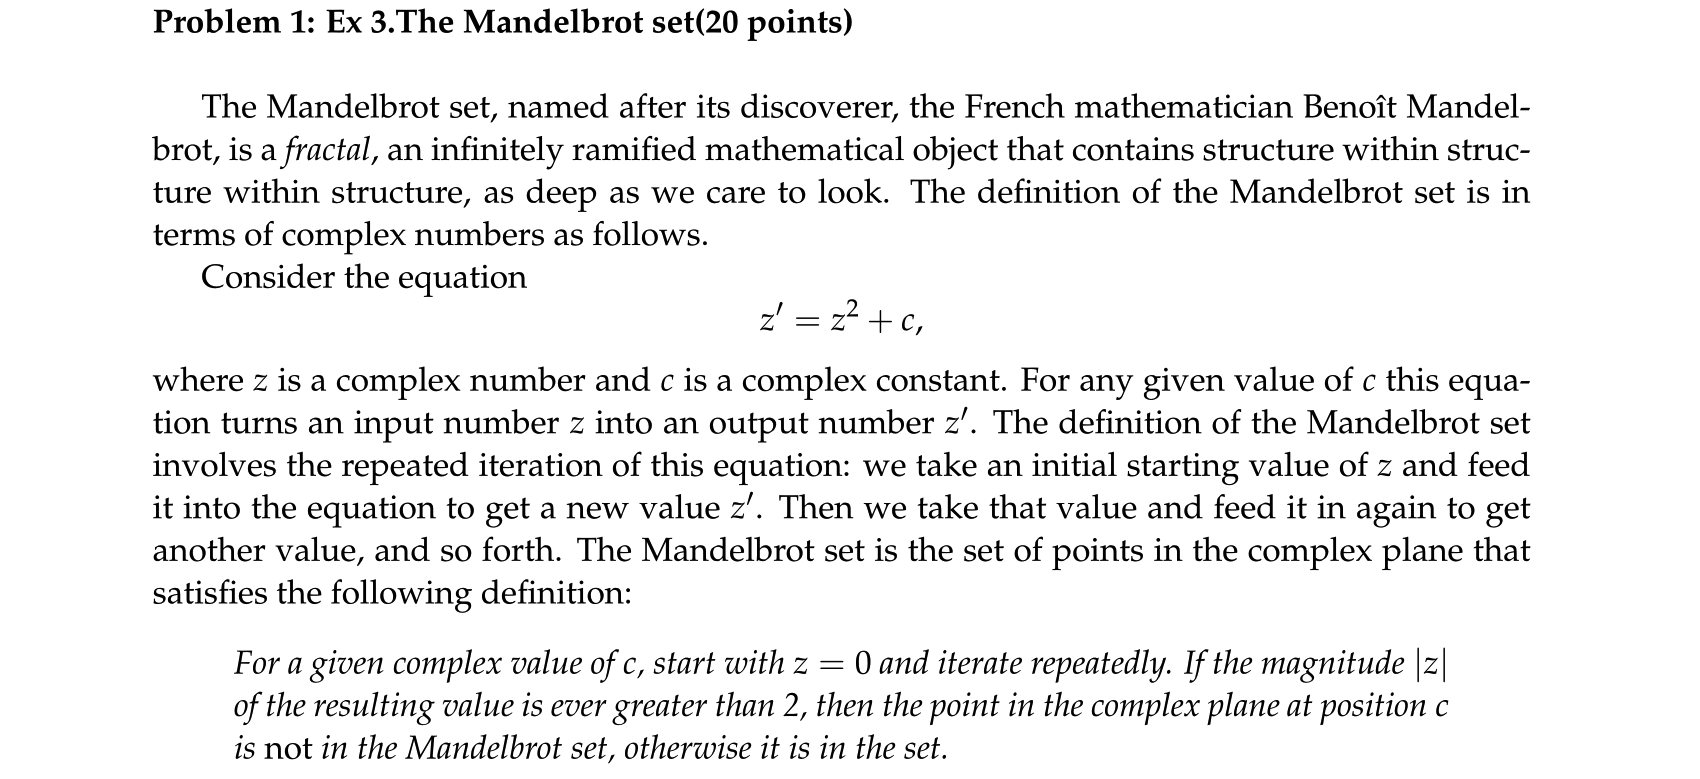 Problem 1: Ex 3.The Mandelbrot set(20 points)
The Mandelbrot set, named after its discoverer, the French mathematician Benoît Mandel-
brot, is a fractal, an infinitely ramified mathematical object that contains structure within struc-
ture within structure, as deep as we care to look. The definition of the Mandelbrot set is in
terms of complex numbers as follows.
Consider the equation
z′ = z² + c,
where z is a complex number and c is a complex constant. For any given value of c this equa-
tion turns an input number z into an output number z′. The definition of the Mandelbrot set
involves the repeated iteration of this equation: we take an initial starting value of z and feed
it into the equation to get a new value z′. Then we take that value and feed it in again to get
another value, and so forth. The Mandelbrot set is the set of points in the complex plane that
satisfies the following definition:
For a given complex value of c, start with z = 0 and iterate repeatedly. If the magnitude |z|
of the resulting value is ever greater than 2, then the point in the complex plane at position c
is not in the Mandelbrot set, otherwise it is in the set.